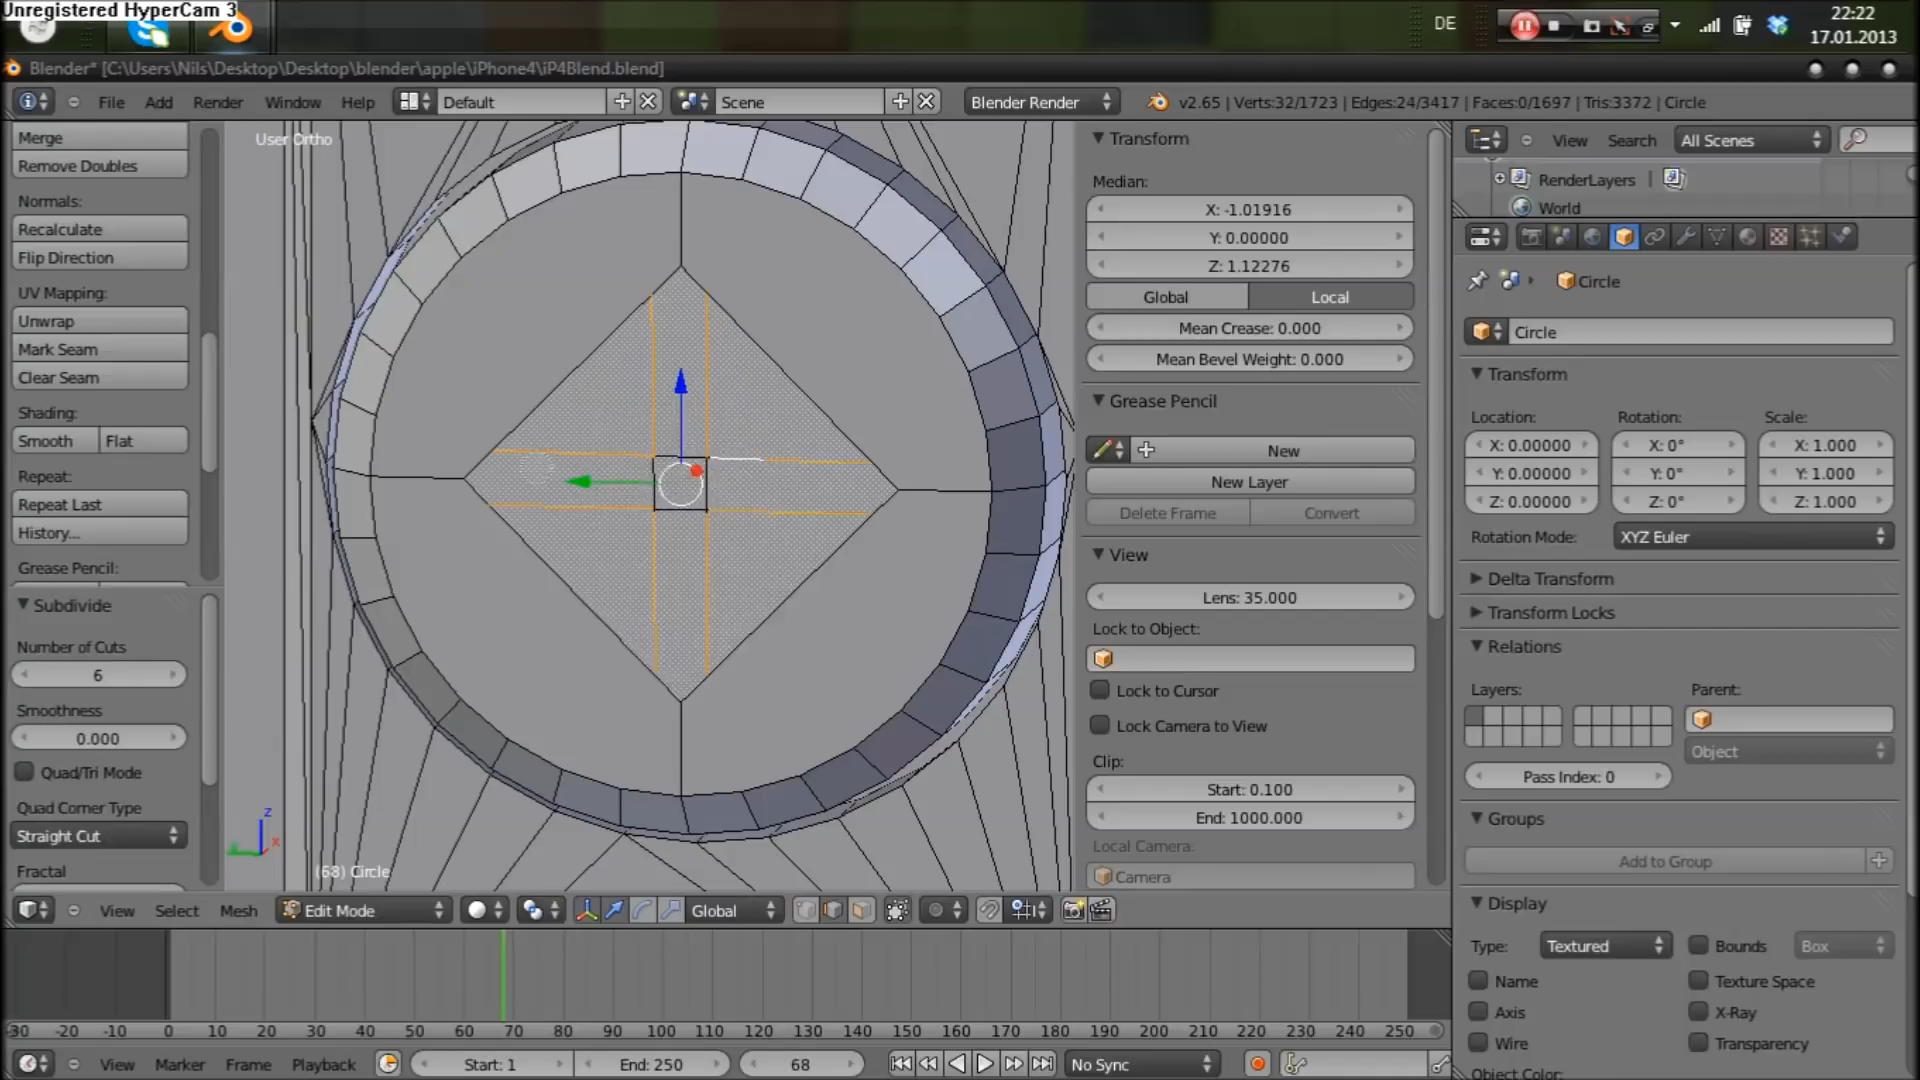 Unregistered HyperCam 3
DE
22:22
17.01.2013
Blender* [C:\Users\Nils\Desktop\Desktop\blender\apple\iPhone4\iP4Blend.blend]
File Add Render Window Help Default Scene Blender Render v2.65 | Verts:32/1723 | Edges:24/3417 | Faces:0/1697 | Tris:3372 | Circle
Merge
Remove Doubles
Normals:
Recalculate
Flip Direction
UV Mapping:
Unwrap
Mark Seam
Clear Seam
Shading:
Smooth Flat
Repeat:
Repeat Last
History...
Grease Pencil:
Subdivide
Number of Cuts
6
Smoothness
0.000
Quad/Tri Mode
Quad Corner Type
Straight Cut
Fractal
User Ortho
z
x
(68) Circle
Transform
Median:
X: -1.01916
Y: 0.00000
Z: 1.12276
Global Local
Mean Crease: 0.000
Mean Bevel Weight: 0.000
Grease Pencil
New
New Layer
Delete Frame Convert
View
Lens: 35.000
Lock to Object:
Lock to Cursor
Lock Camera to View
Clip:
Start: 0.100
End: 1000.000
Local Camera:
Camera
View Search All Scenes
RenderLayers |
World
Circle
Circle
Transform
Location: Rotation: Scale:
X: 0.00000 X: 0° X: 1.000
Y: 0.00000 Y: 0° Y: 1.000
Z: 0.00000 Z: 0° Z: 1.000
Rotation Mode: XYZ Euler
Delta Transform
Transform Locks
Relations
Layers: Parent:
Object
Pass Index: 0
Groups
Add to Group
Display
Type: Textured Bounds Box
Name Texture Space
Axis X-Ray
Wire Transparency
Object Color:
View Select Mesh Edit Mode Global
-30 -20 -10 0 10 20 30 40 50 60 70 80 90 100 110 120 130 140 150 160 170 180 190 200 210 220 230 240 250
View Marker Frame Playback Start: 1 End: 250 68 No Sync